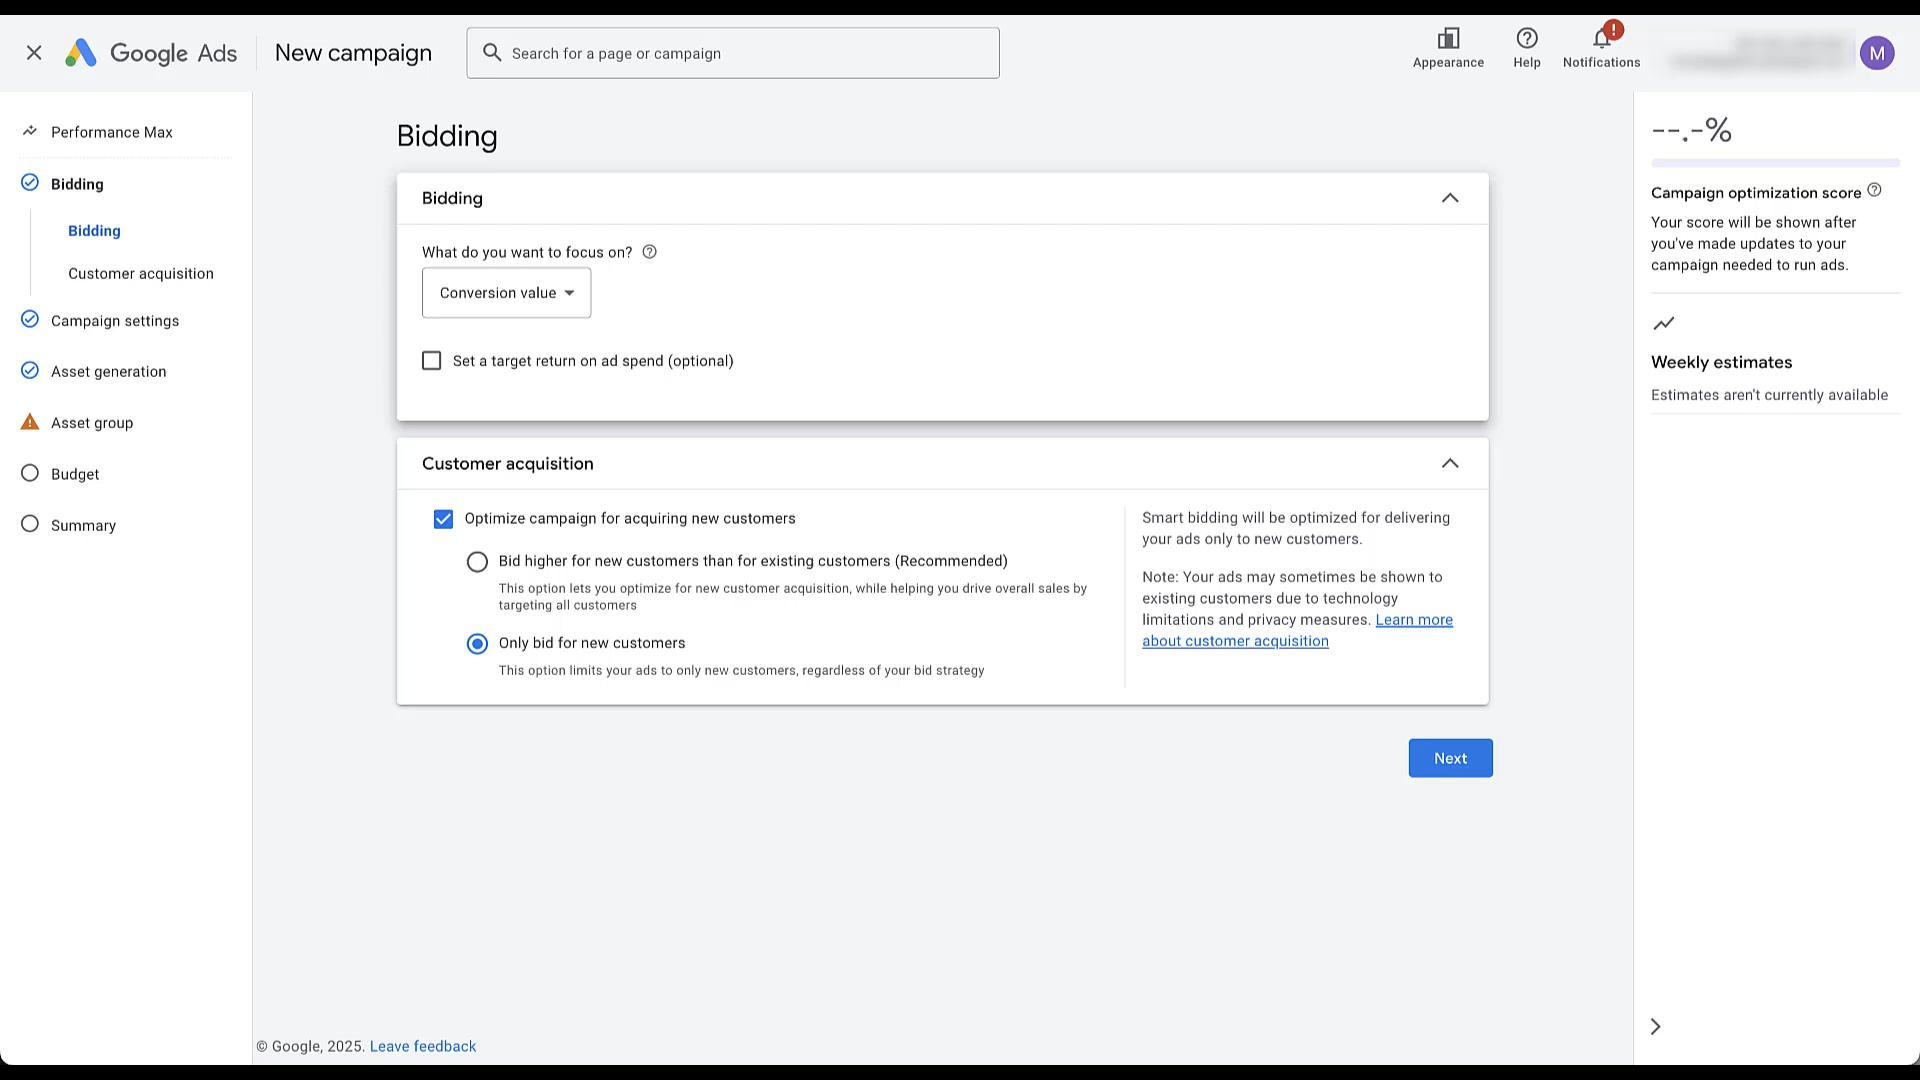 Google Ads
New campaign
Search for a page or campaign
Appearance
Help
!
Notifications
M
Performance Max
Bidding
Bidding
Customer acquisition
Campaign settings
Asset generation
Asset group
Budget
Summary
Bidding
Bidding
What do you want to focus on?
Conversion value
Set a target return on ad spend (optional)
Customer acquisition
Optimize campaign for acquiring new customers
Bid higher for new customers than for existing customers (Recommended)
This option lets you optimize for new customer acquisition, while helping you drive overall sales by
targeting all customers
Only bid for new customers
This option limits your ads to only new customers, regardless of your bid strategy
Smart bidding will be optimized for delivering
your ads only to new customers.
Note: Your ads may sometimes be shown to
existing customers due to technology
limitations and privacy measures. Learn more
about customer acquisition
Next
--.-%
Campaign optimization score
Your score will be shown after
you've made updates to your
campaign needed to run ads.
Weekly estimates
Estimates aren't currently available
© Google, 2025. Leave feedback